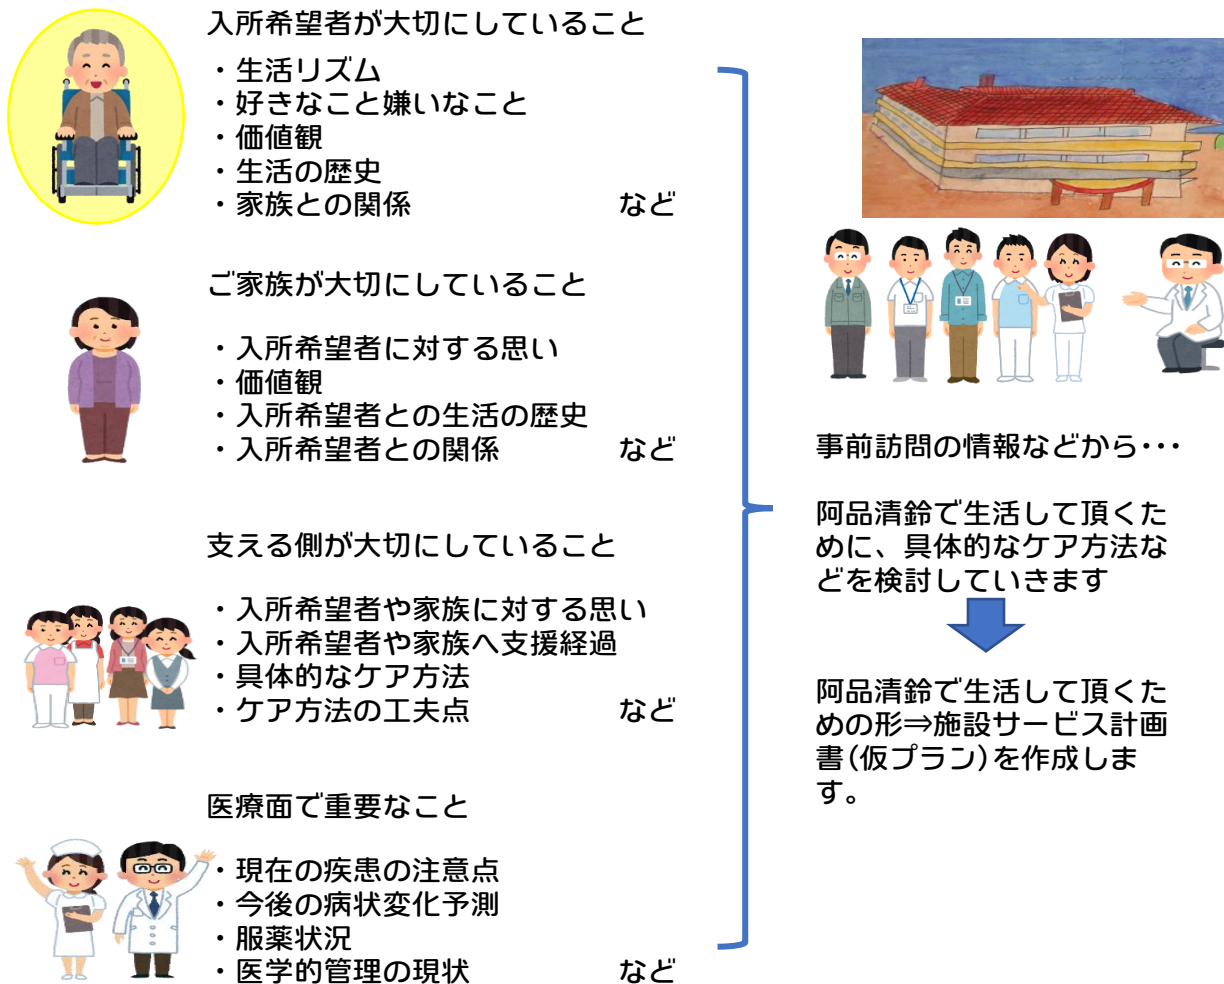 入所希望者が大切にしていること
・生活リズム
・好きなこと嫌いなこと
・価値観
・生活の歴史
・家族との関係 など
ご家族が大切にしていること
・入所希望者に対する思い
・価値観
・入所希望者との生活の歴史
・入所希望者との関係 など
支える側が大切にしていること
・入所希望者や家族に対する思い
・入所希望者や家族へ支援経過
・具体的なケア方法
・ケア方法の工夫点 など
医療面で重要なこと
・現在の疾患の注意点
・今後の病状変化予測
・服薬状況
・医学的管理の現状 など
事前訪問の情報などから・・・
阿品清鈴で生活して頂くた
めに、具体的なケア方法な
どを検討していきます
阿品清鈴で生活して頂くた
めの形⇒施設サービス計画
書(仮プラン)を作成しま
す。